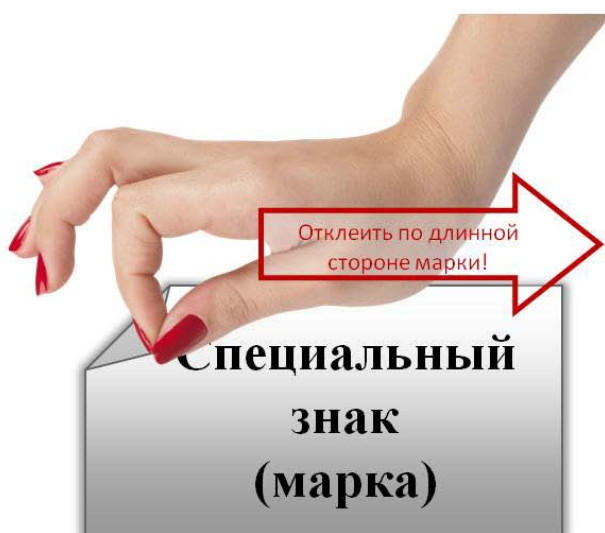 Отклеить по длинной
стороне марки!
Специальный
знак
(марка)